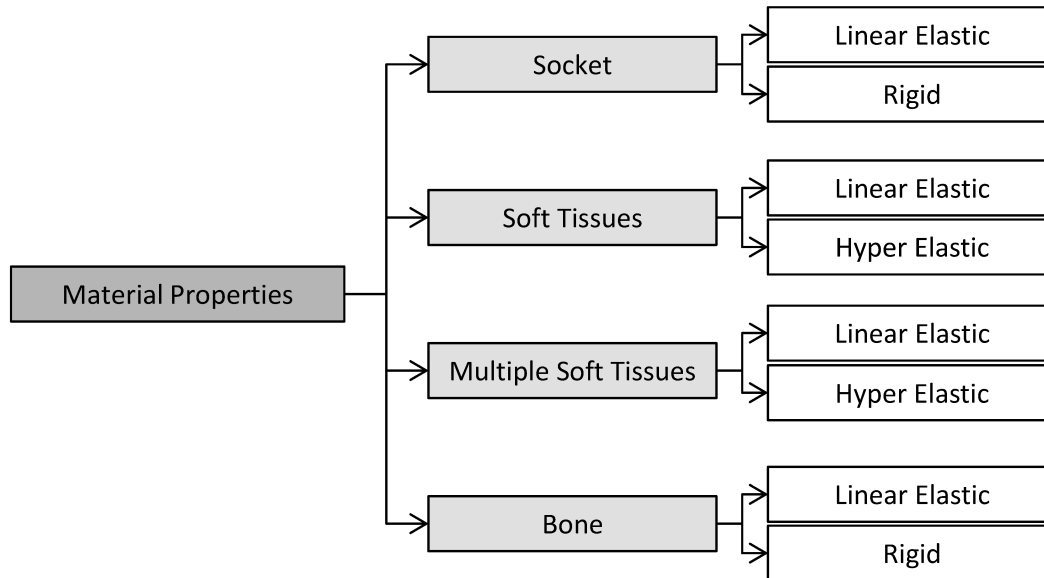 Material Properties
Socket
Linear Elastic
Rigid
Soft Tissues
Linear Elastic
Hyper Elastic
Multiple Soft Tissues
Linear Elastic
Hyper Elastic
Bone
Linear Elastic
Rigid